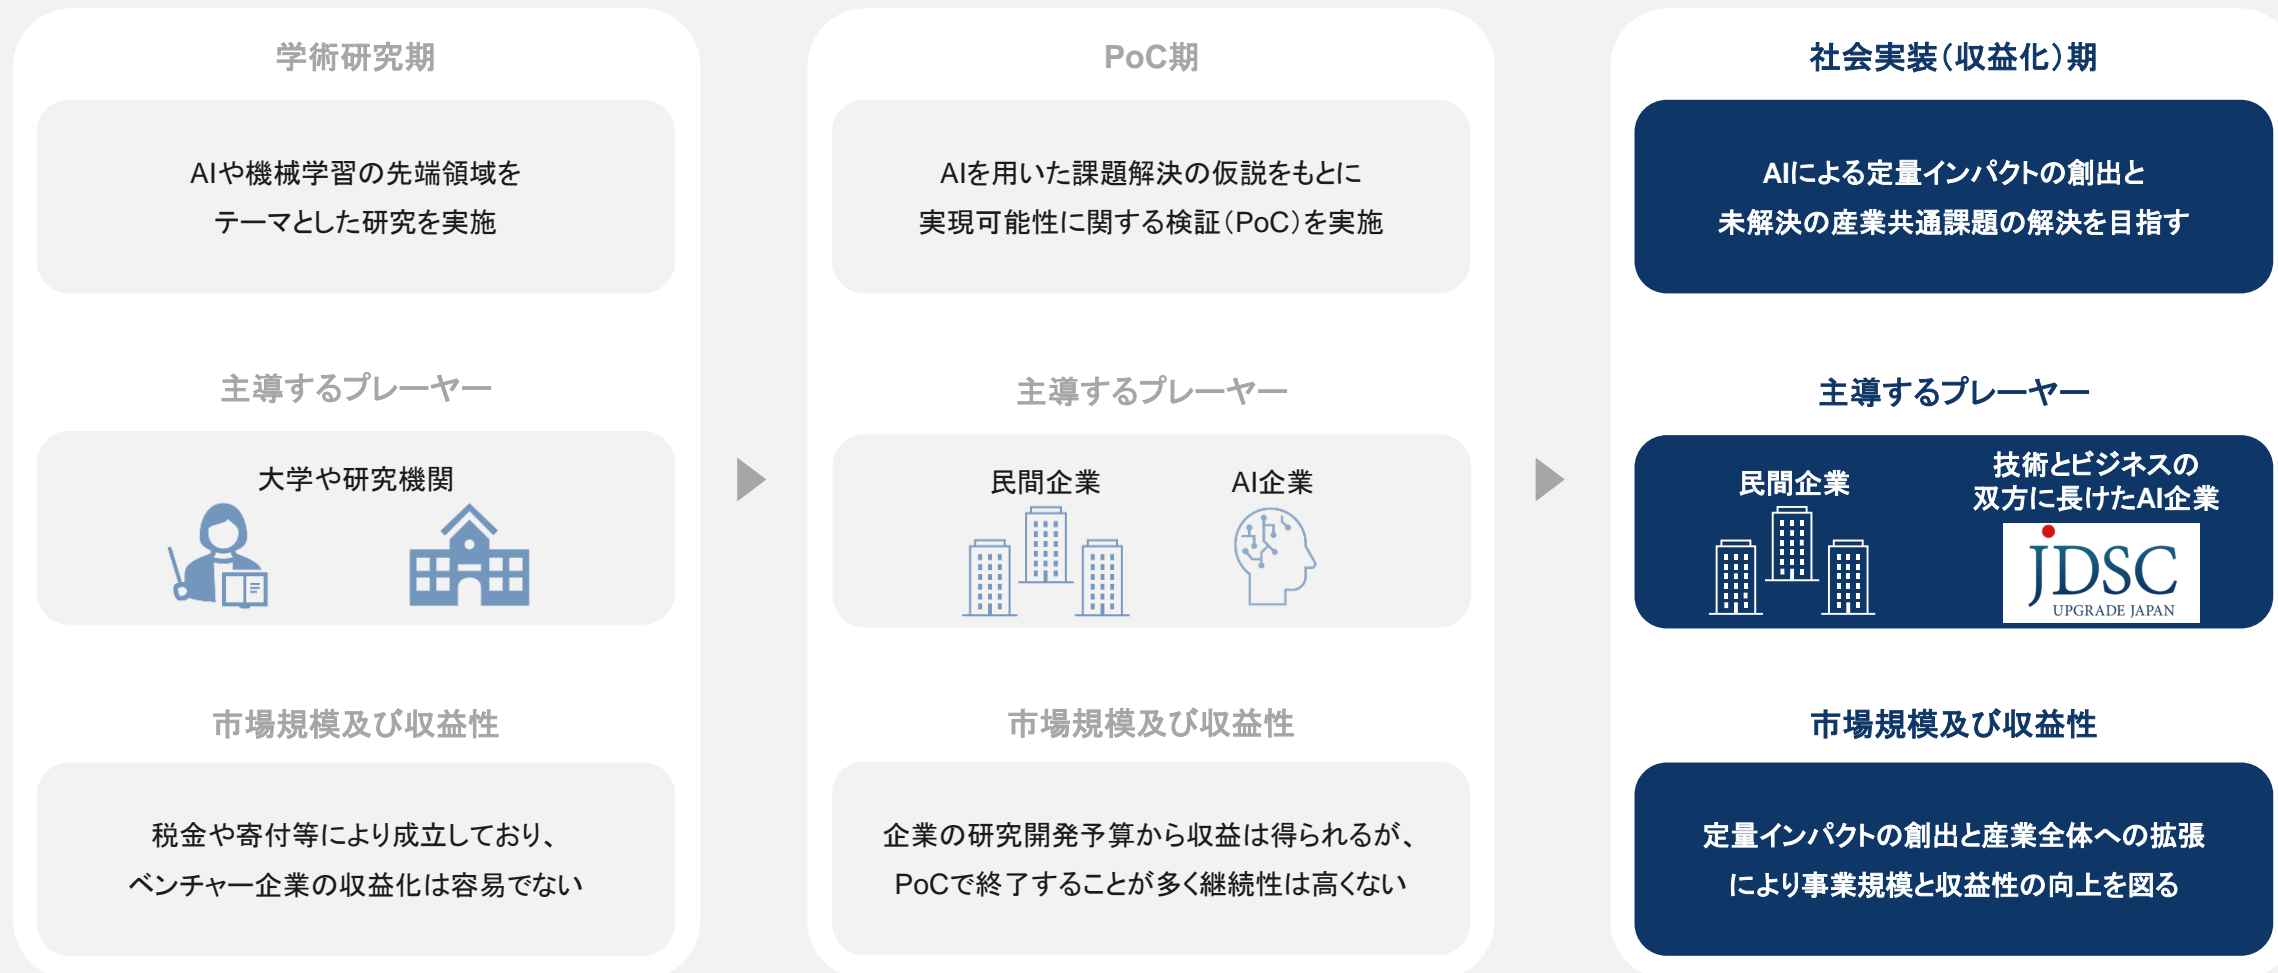 学術研究期
AIや機械学習の先端領域を
テーマとした研究を実施
主導するプレーヤー
大学や研究機関
市場規模及び収益性
税金や寄付等により成立しており、
ベンチャー企業の収益化は容易でない
PoC期
AIを用いた課題解決の仮説をもとに
実現可能性に関する検証（PoC）を実施
主導するプレーヤー
民間企業
AI企業
市場規模及び収益性
企業の研究開発予算から収益は得られるが、
PoCで終了することが多く継続性は高くない
社会実装（収益化）期
AIによる定量インパクトの創出と
未解決の産業共通課題の解決を目指す
主導するプレーヤー
民間企業
技術とビジネスの
双方に長けたAI企業
JDSC
UPGRADE JAPAN
市場規模及び収益性
定量インパクトの創出と産業全体への拡張
により事業規模と収益性の向上を図る